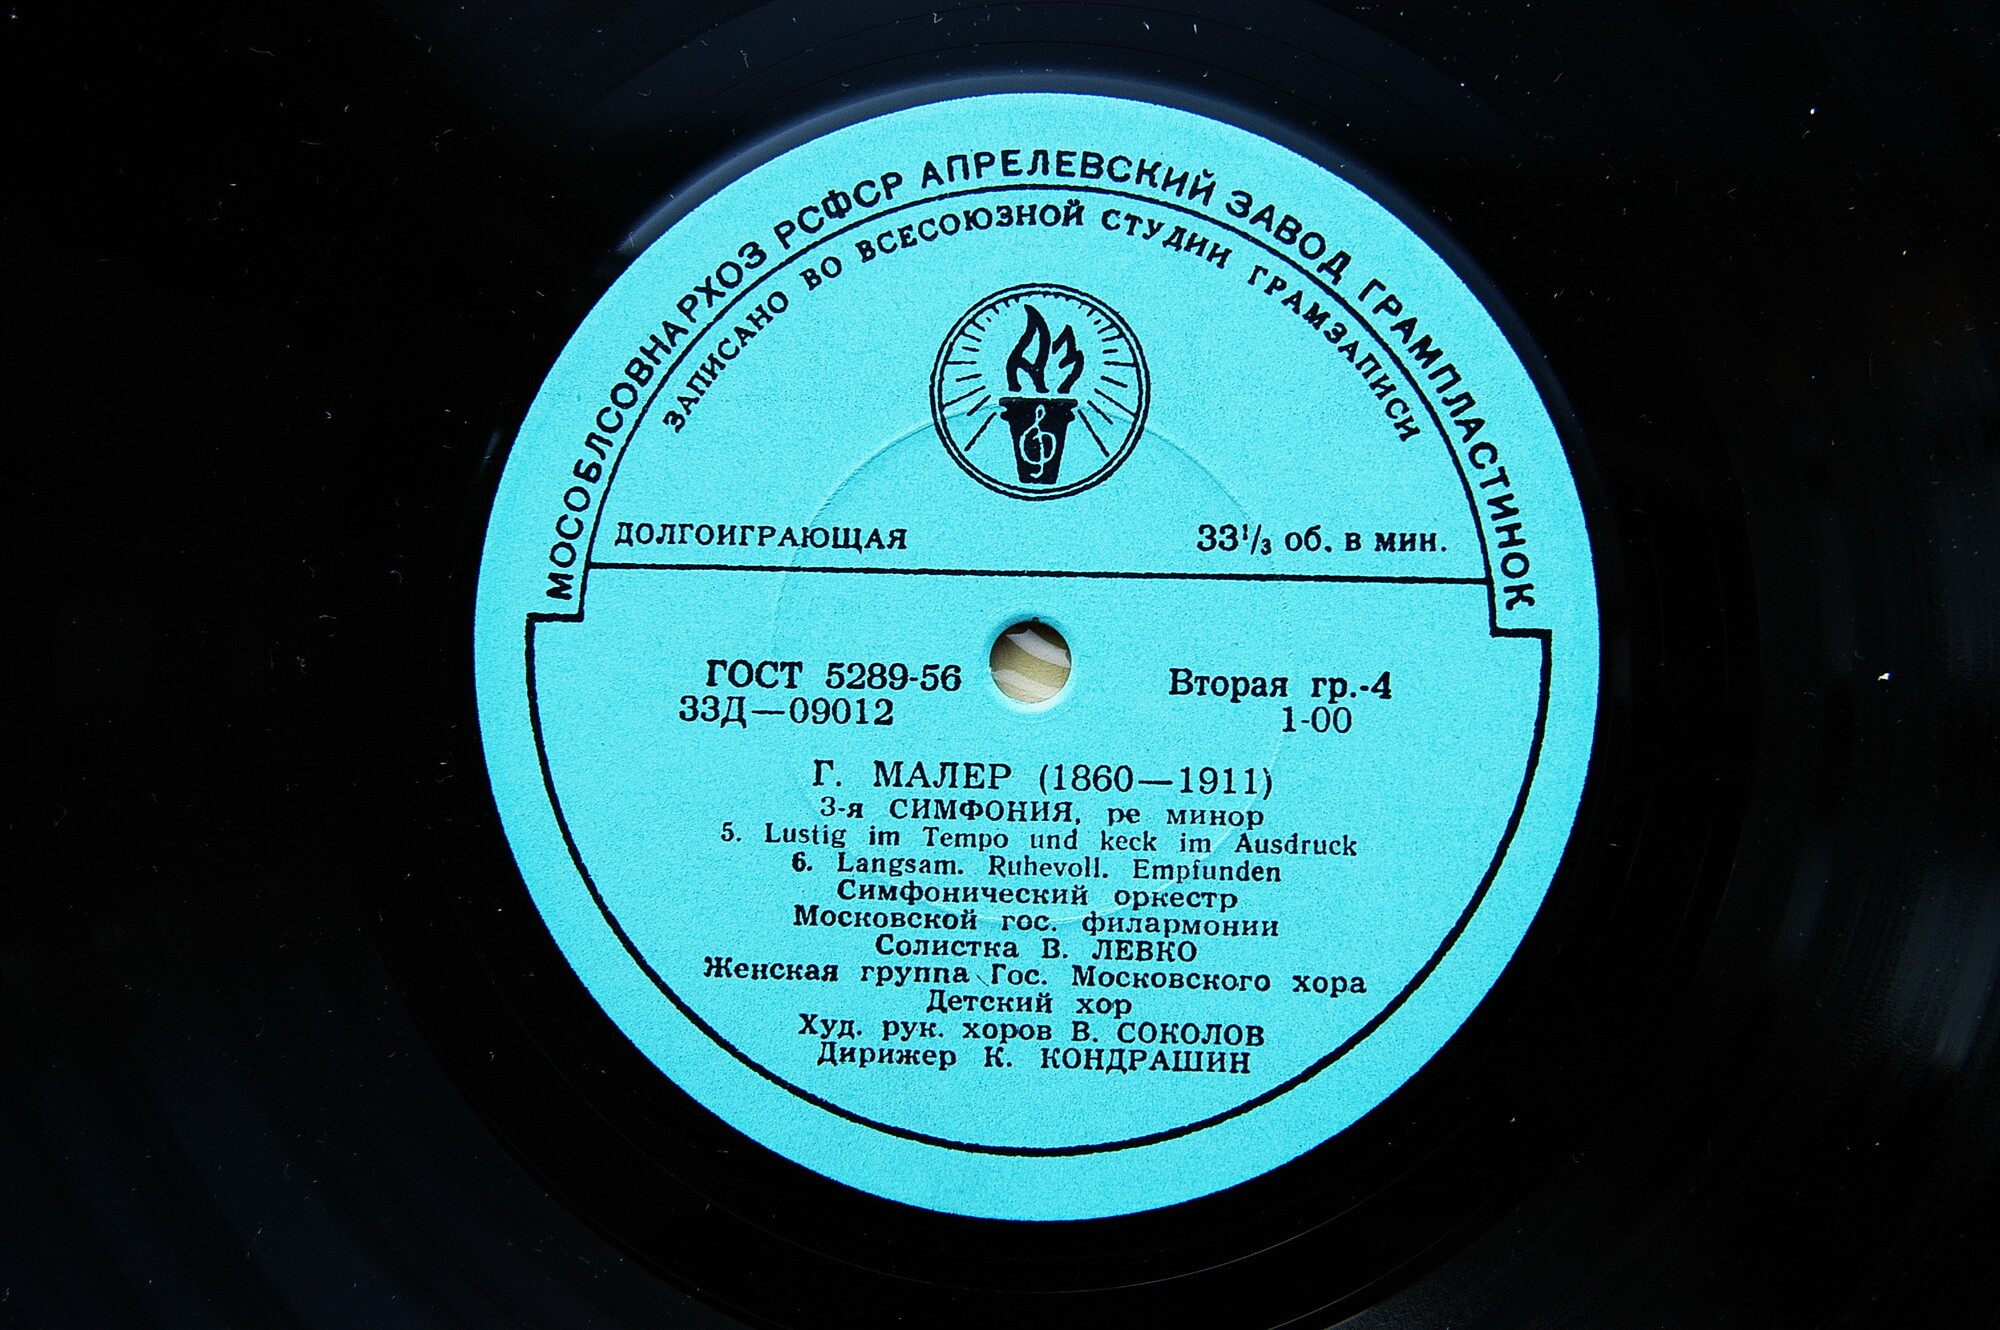 МОСОБЛСОВНАРХОЗ РСФСР АПРЕЛЕВСКИЙ ЗАВОД ГРАМПЛАСТИНОК
ЗАПИСАНО ВО ВСЕСОЮЗНОЙ СТУДИИ ГРАМЗАПИСИ
АЗ
ДОЛГОИГРАЮЩАЯ 33¹/₃ об. в мин.
ГОСТ 5289-56 Вторая гр.-4
33Д—09012 1-00
Г. МАЛЕР (1860—1911)
3-я СИМФОНИЯ, ре минор
5. Lustig im Tempo und keck im Ausdruck
6. Langsam. Ruhevoll. Empfunden
Симфонический оркестр
Московской гос. филармонии
Солистка В. ЛЕВКО
Женская группа Гос. Московского хора
Детский хор
Худ. рук. хоров В. СОКОЛОВ
Дирижер К. КОНДРАШИН